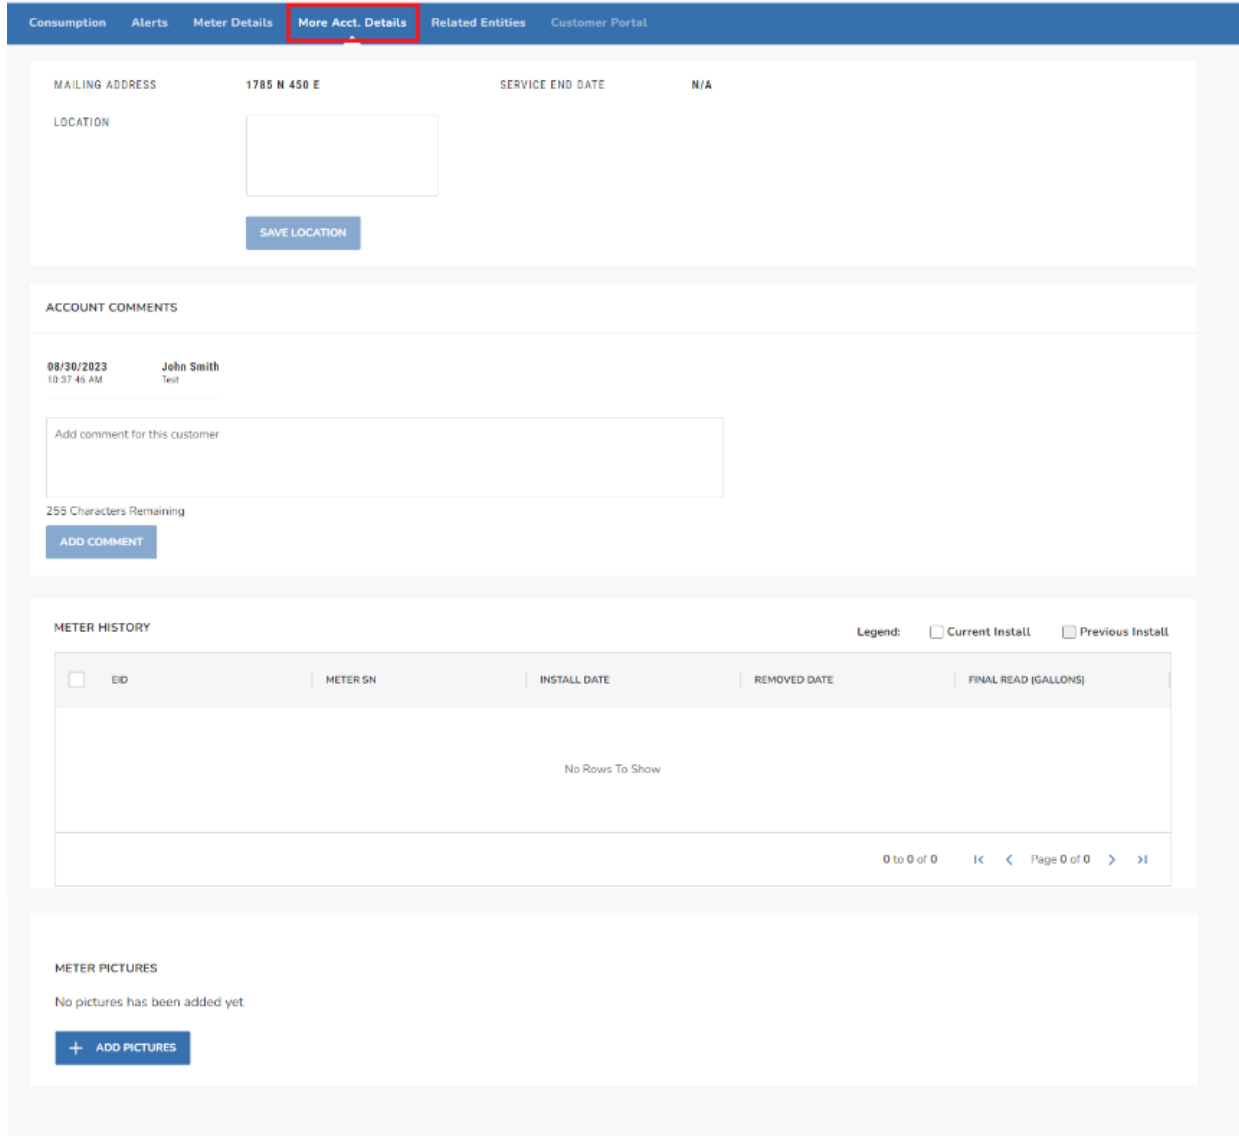 Consumption Alerts Meter Details More Acct. Details Related Entities Customer Portal
MAILING ADDRESS 1785 N 450 E SERVICE END DATE N/A
LOCATION
SAVE LOCATION
ACCOUNT COMMENTS
08/30/2023 John Smith
10:37:46 AM Test
Add comment for this customer
255 Characters Remaining
ADD COMMENT
METER HISTORY Legend: Current Install Previous Install
EID METER SN INSTALL DATE REMOVED DATE FINAL READ (GALLONS)
No Rows To Show
0 to 0 of 0 Page 0 of 0
METER PICTURES
No pictures has been added yet
+ ADD PICTURES